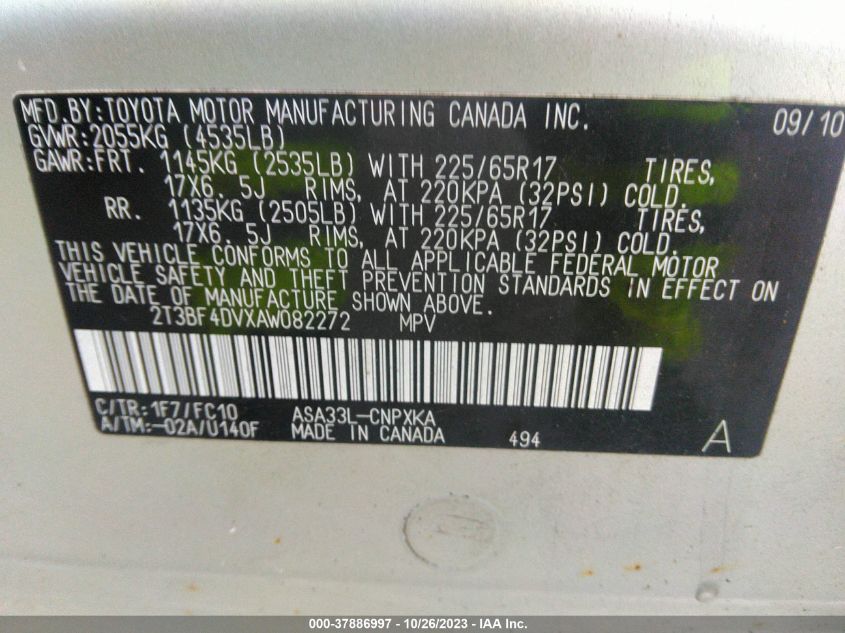 MFD.BY:TOYOTA MOTOR MANUFACTURING CANADA INC. 09/10
GVWR:2055KG (4535LB)
GAWR:FRT. 1145KG (2535LB) WITH 225/65R17 TIRES,
17X6. 5J RIMS, AT 220KPA (32PSI) COLD.
RR. 1135KG (2505LB) WITH 225/65R17 TIRES,
17X6. 5J RIMS, AT 220KPA (32PSI) COLD.
THIS VEHICLE CONFORMS TO ALL APPLICABLE FEDERAL MOTOR
VEHICLE SAFETY AND THEFT PREVENTION STANDARDS IN EFFECT ON
THE DATE OF MANUFACTURE SHOWN ABOVE.
2T3BF4DVXAW082272 MPV
C/TR:1F7/FC10 ASA33L-CNPXKA
A/TM:-02A/U140F MADE IN CANADA 494 A
000-37886997 - 10/26/2023 - IAA Inc.